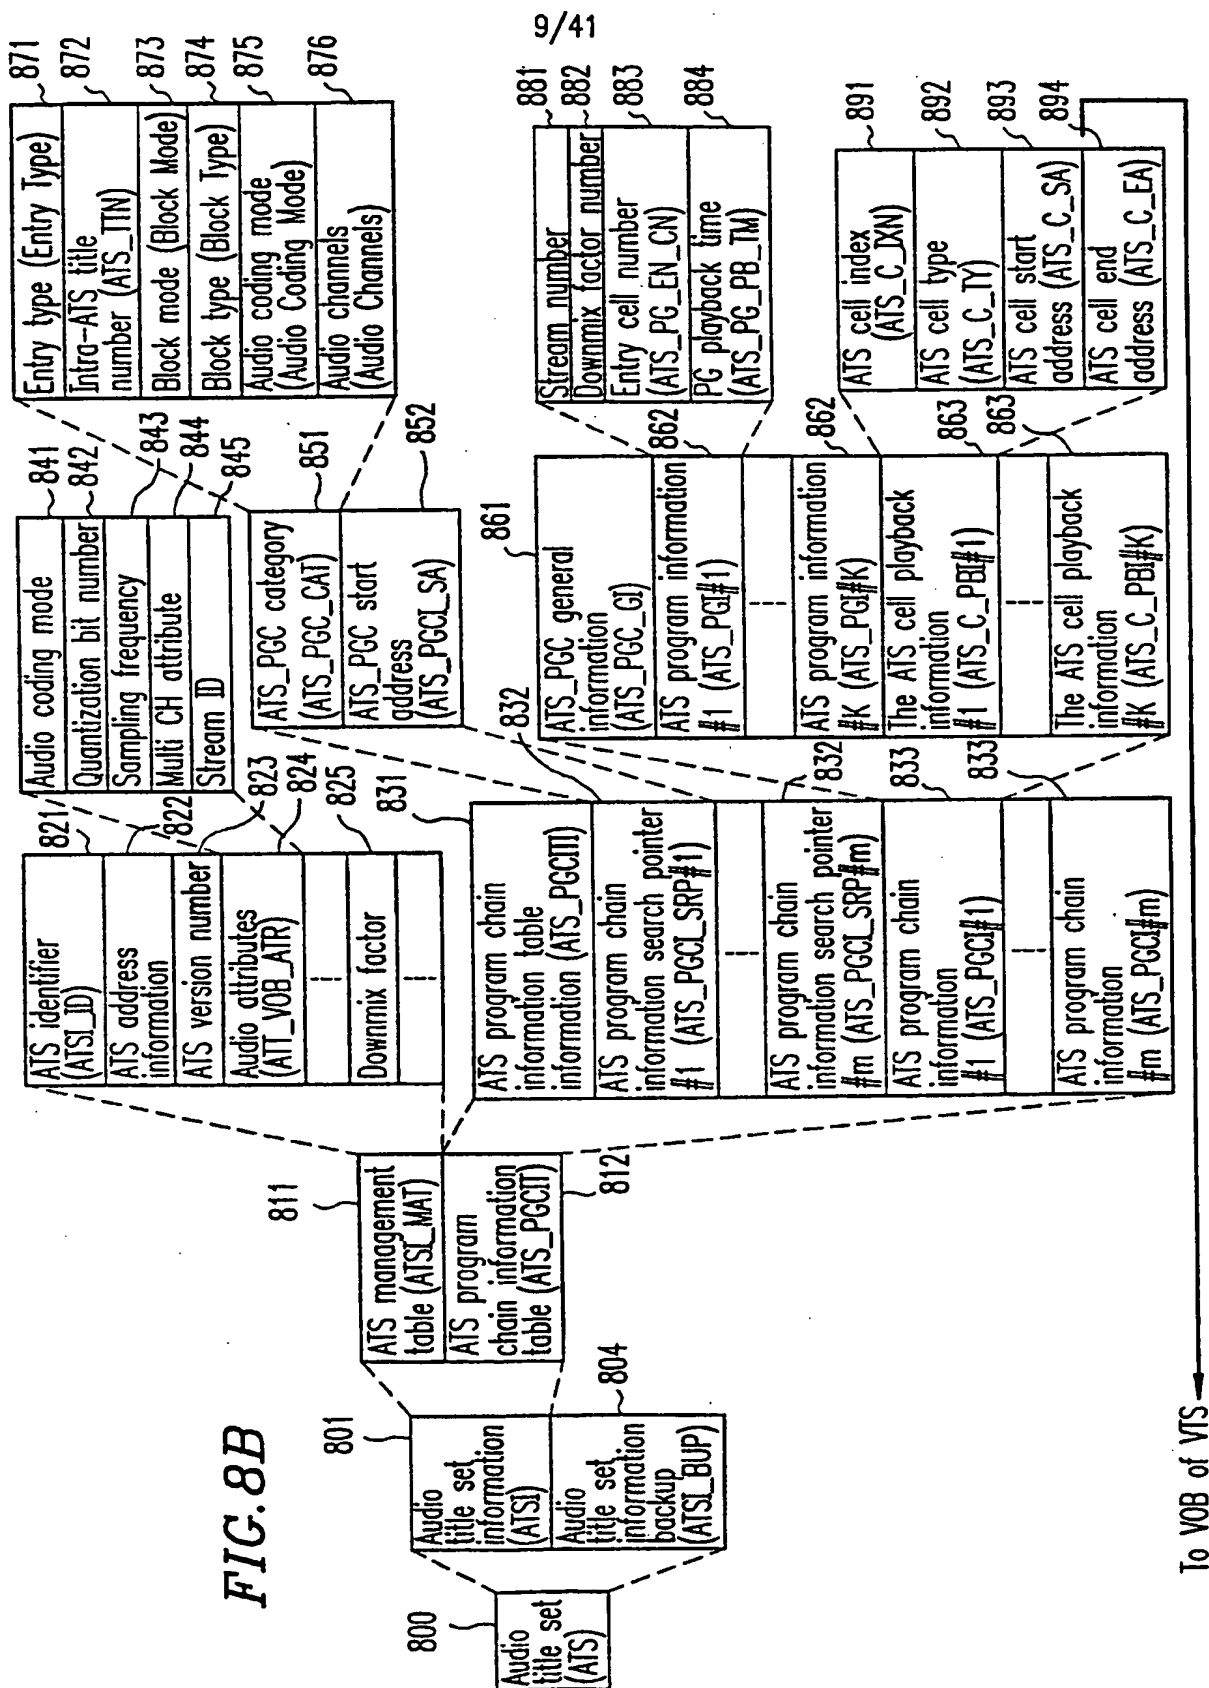 9/41
FIG.8B
800
Audio
title set
(ATS)
801
Audio
title set
information
(ATSI)
Audio
title set
information
backup
(ATSI_BUP)
804
811
ATS management
table (ATSI_MAT)
ATS program
chain information
table (ATS_PGCIT)
812
ATS identifier
(ATSI_ID)
821
ATS address
information
822
ATS version number
823
Audio attributes
(ATT_VOB_ATR)
824
Downmix factor
825
831
ATS program chain
information table
information (ATS_PGCITI)
ATS program chain
information search pointer
#1 (ATS_PGCI_SRP#1)
832
ATS program chain
information search pointer
#m (ATS_PGCI_SRP#m)
832
ATS program chain
information
#1 (ATS_PGCI#1)
833
ATS program chain
information
#m (ATS_PGCI#m)
833
Audio coding mode
841
Quantization bit number
842
Sampling frequency
843
Multi CH attribute
844
Stream ID
845
ATS_PGC category
(ATS_PGC_CAT)
851
ATS_PGC start
address
(ATS_PGCI_SA)
852
861
ATS_PGC general
information
(ATS_PGC_GI)
ATS program information
#1 (ATS_PGI#1)
862
ATS program information
#K (ATS_PGI#K)
862
The ATS cell playback
information
#1 (ATS_C_PBI#1)
863
The ATS cell playback
information
#K (ATS_C_PBI#K)
863
Entry type (Entry Type)
871
Intra-ATS title
number (ATS_TTN)
872
Block mode (Block Mode)
873
Block type (Block Type)
874
Audio coding mode
(Audio Coding Mode)
875
Audio channels
(Audio Channels)
876
Stream number
881
Downmix factor number
882
Entry cell number
(ATS_PG_EN_CN)
883
PG playback time
(ATS_PG_PB_TM)
884
ATS cell index
(ATS_C_IXN)
891
ATS cell type
(ATS_C_TY)
892
ATS cell start
address (ATS_C_SA)
893
ATS cell end
address (ATS_C_EA)
894
To VOB of VTS